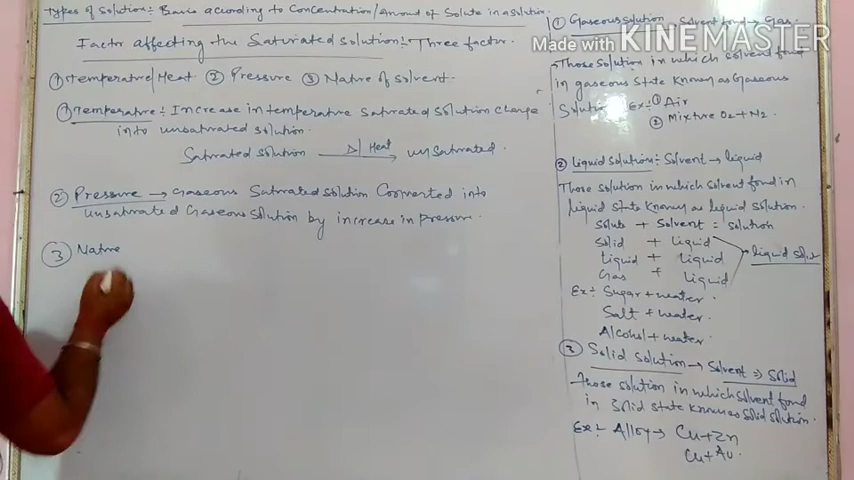 Types of Solution:- Basis according to Concentration/Amount of Solute in a solution.
Factor affecting the Saturated solution:- Three factor.
① Temperature/Heat ② Pressure ③ Nature of solvent.
① Temperature:- Increase in temperature saturated solution change
into unsaturated solution.
Saturated solution Δ| Heat → unsaturated.
② Pressure → Gaseous Saturated solution Converted into
unsaturated Gaseous solution by increase in pressure.
③ Nature
① Gaseous solution. Solvent found → Gas.
Made with KINEMASTER
Those solution in which solvent found
in gaseous state known as Gaseous
Solution. Ex:- ① Air
② Mixture O2 + N2.
② Liquid solution:- Solvent → liquid
Those solution in which solvent found in
liquid state known as liquid solution.
Solute + Solvent = Solution
Solid + Liquid
Liquid + Liquid
liquid solut
Gas + Liquid
Ex:- Sugar + water.
Salt + water.
Alcohol + water.
③ Solid solution → Solvent ⇒ Solid
Those solution in which solvent found
in Solid state known as solid solution.
Ex:- Alloy → Cu + Zn
Cu + Au.